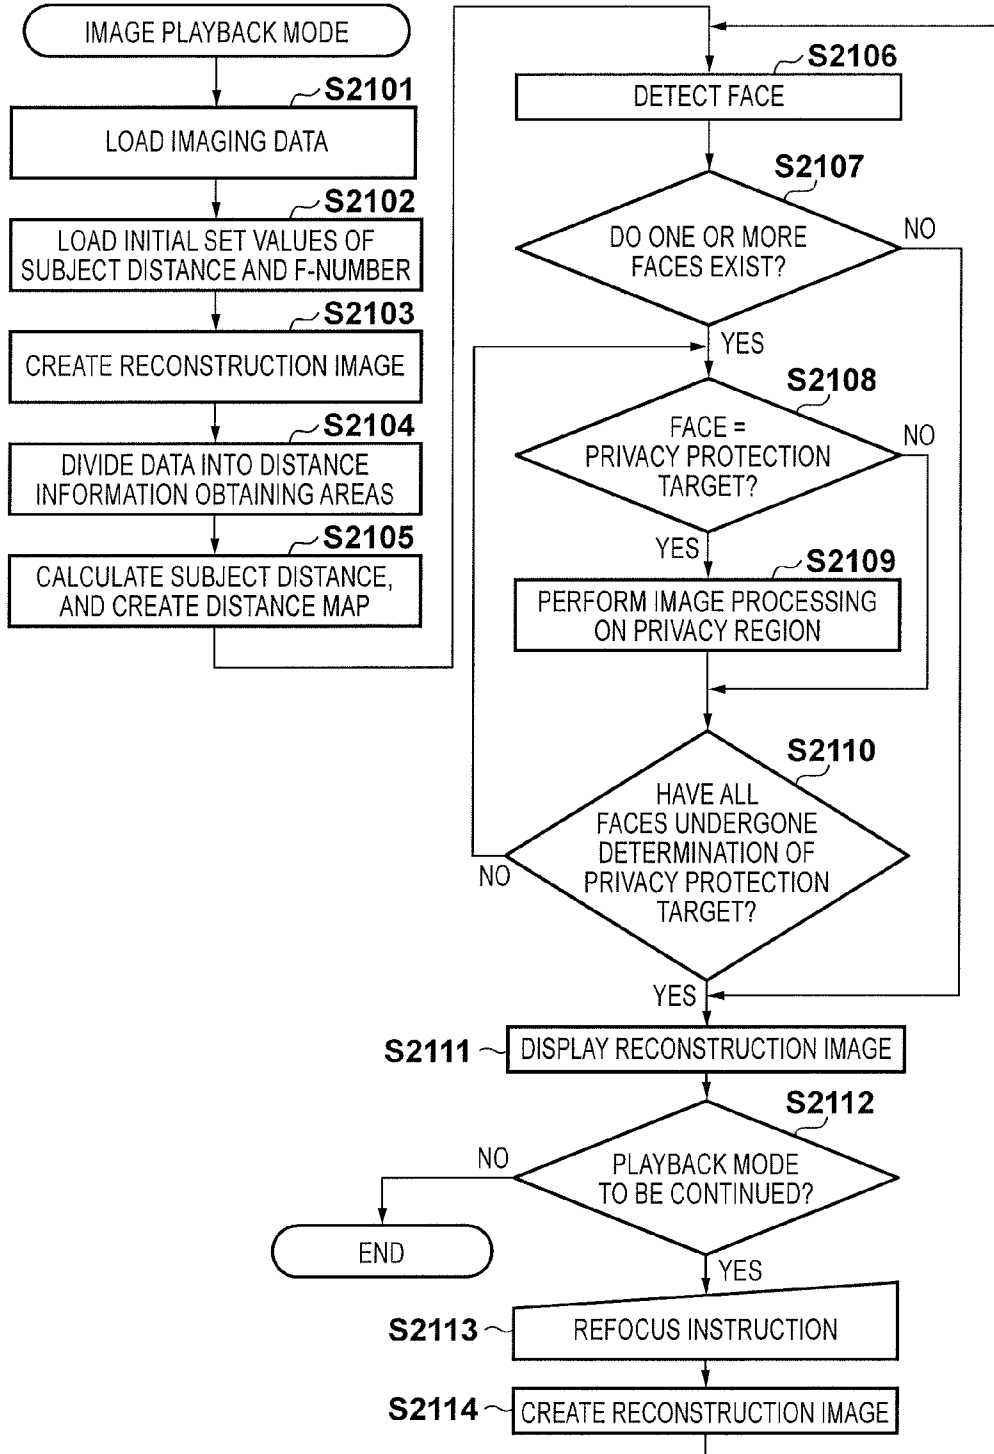 IMAGE PLAYBACK MODE
S2101
LOAD IMAGING DATA
S2102
LOAD INITIAL SET VALUES OF
SUBJECT DISTANCE AND F-NUMBER
S2103
CREATE RECONSTRUCTION IMAGE
S2104
DIVIDE DATA INTO DISTANCE
INFORMATION OBTAINING AREAS
S2105
CALCULATE SUBJECT DISTANCE,
AND CREATE DISTANCE MAP
S2106
DETECT FACE
S2107
DO ONE OR MORE
FACES EXIST?
NO
YES
S2108
FACE =
PRIVACY PROTECTION
TARGET?
NO
YES
S2109
PERFORM IMAGE PROCESSING
ON PRIVACY REGION
S2110
HAVE ALL
FACES UNDERGONE
DETERMINATION OF
PRIVACY PROTECTION
TARGET?
NO
YES
S2111
DISPLAY RECONSTRUCTION IMAGE
S2112
PLAYBACK MODE
TO BE CONTINUED?
NO
END
YES
S2113
REFOCUS INSTRUCTION
S2114
CREATE RECONSTRUCTION IMAGE